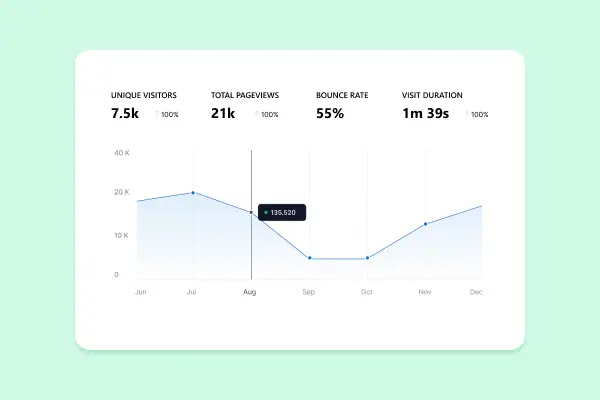 UNIQUE VISITORS TOTAL PAGEVIEWS BOUNCE RATE VISIT DURATION
7.5k ↑ 100% 21k ↑ 100% 55% 1m 39s ↑ 100%
40 K
20 K
135,520
10 K
0
Jun Jul Aug Sep Oct Nov Dec